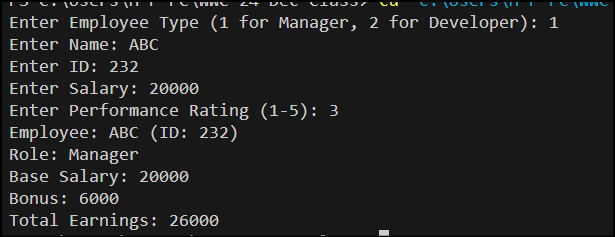 Enter Employee Type (1 for Manager, 2 for Developer): 1
Enter Name: ABC
Enter ID: 232
Enter Salary: 20000
Enter Performance Rating (1-5): 3
Employee: ABC (ID: 232)
Role: Manager
Base Salary: 20000
Bonus: 6000
Total Earnings: 26000